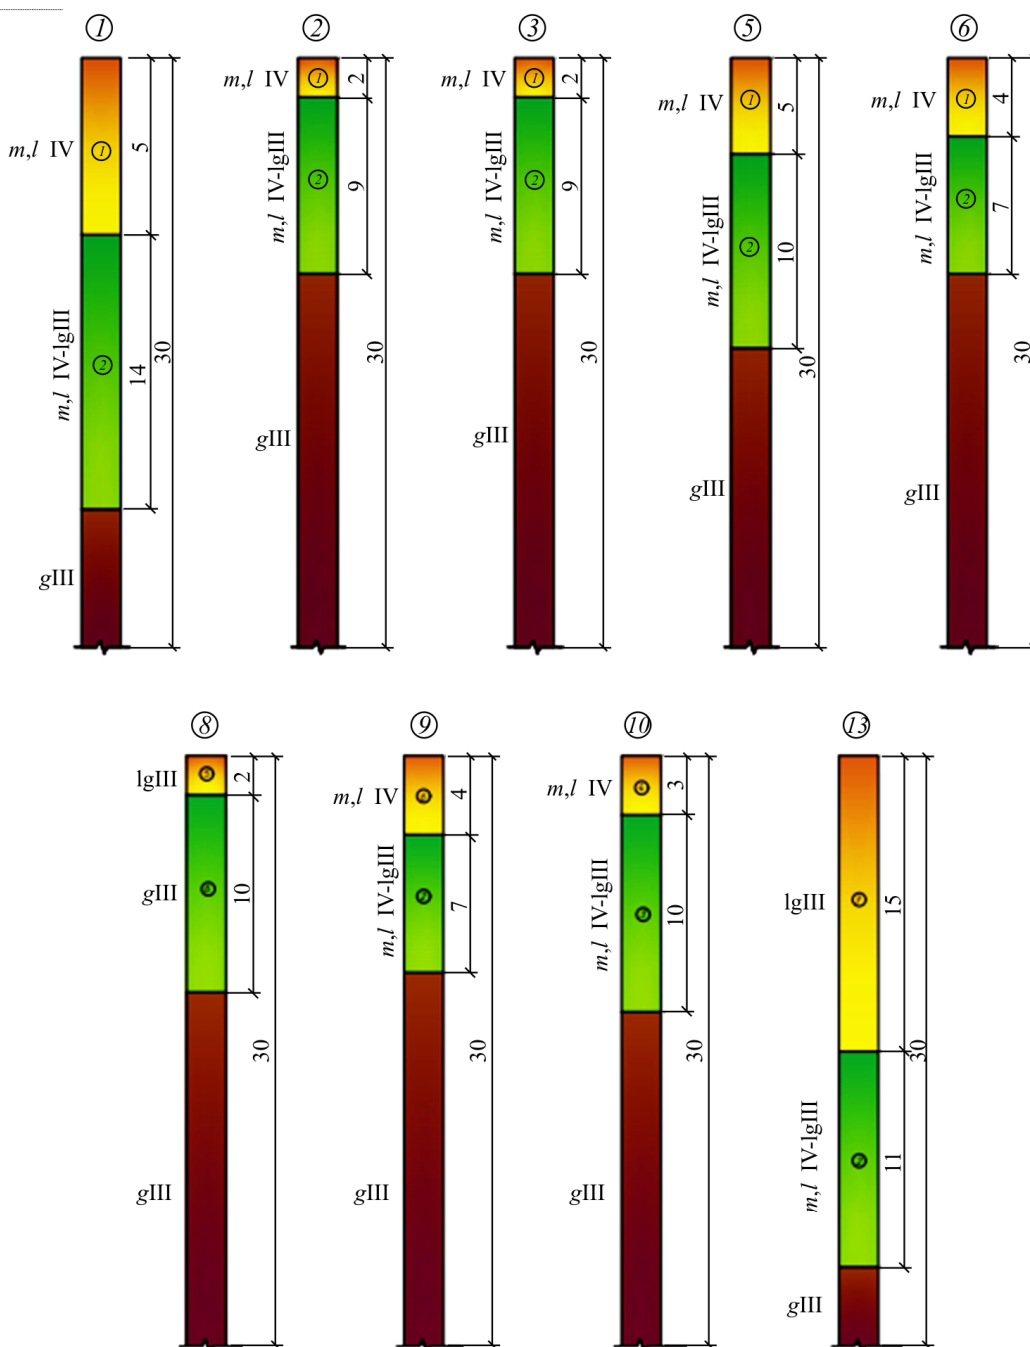 1 2 3 5 6
m,l IV 1 5
m,l IV-lgIII 2 14
30
gIII
m,l IV 1 2
m,l IV-lgIII 2 9
30
gIII
m,l IV 1 2
m,l IV-lgIII 2 9
30
gIII
m,l IV 1 5
m,l IV-lgIII 2 10
30
gIII
m,l IV 1 4
m,l IV-lgIII 2 7
30
gIII
8 9 10 13
lgIII 2
gIII 10
30
gIII
m,l IV 4
m,l IV-lgIII 7
30
gIII
m,l IV 3
m,l IV-lgIII 10
30
gIII
lgIII 15
m,l IV-lgIII 11
30
gIII